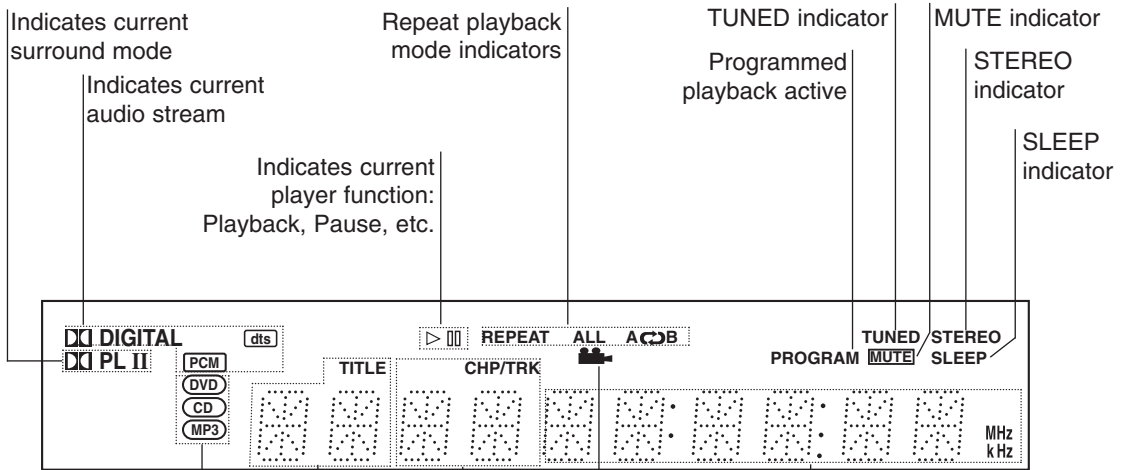 Indicates current
surround mode
Indicates current
audio stream
Indicates current
player function:
Playback, Pause, etc.
Repeat playback
mode indicators
TUNED indicator
Programmed
playback active
MUTE indicator
STEREO
indicator
SLEEP
indicator
DIGITAL dts
PL II PCM
DVD
CD
MP3
TITLE
CHP/TRK
REPEAT ALL A B
TUNED STEREO
PROGRAM MUTE SLEEP
MHz
kHz